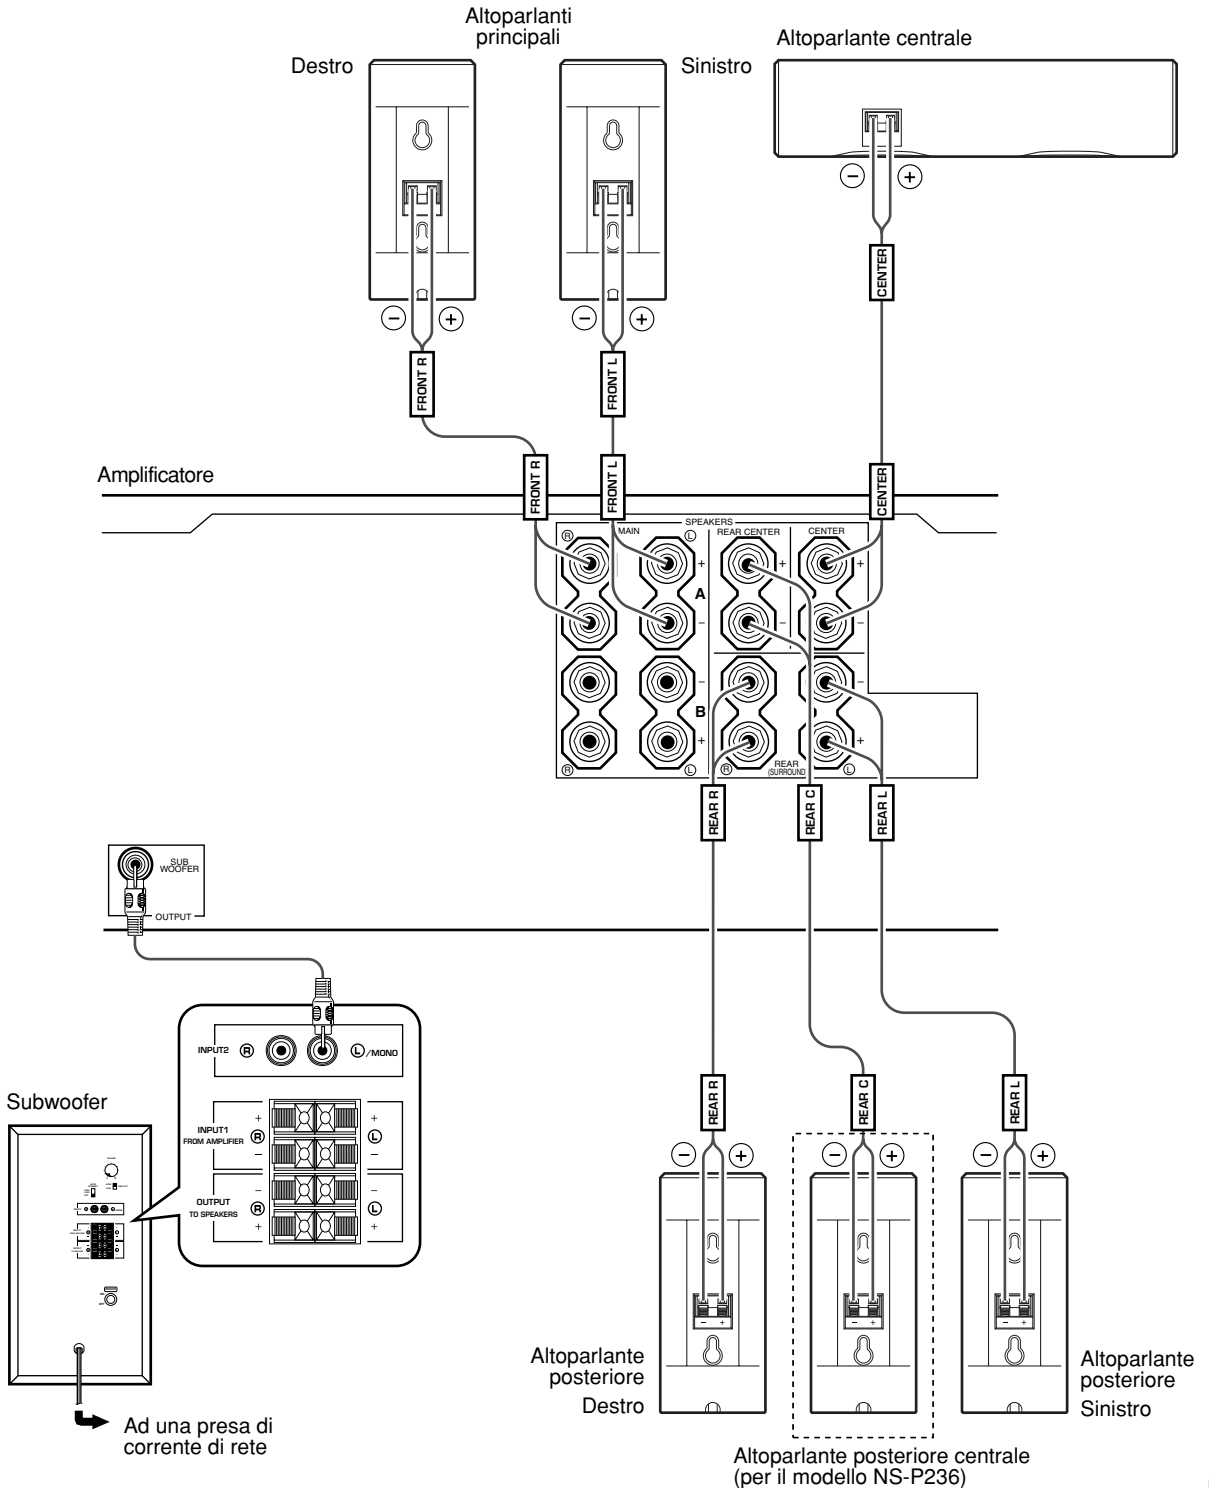 Altoparlanti
principali
Destro
Sinistro
Altoparlante centrale
− +
− +
− +
CENTER
FRONT R
FRONT L
Amplificatore
FRONT R
FRONT L
CENTER
SPEAKERS
R MAIN L
REAR CENTER
CENTER
+ + +
A
− − −
− −
B
+ +
R L R L
REAR
(SURROUND
REAR R
REAR C
REAR L
SUB
WOOFER
OUTPUT
INPUT2 R L /MONO
Subwoofer
INPUT1
FROM AMPLIFIER
+ R − + L −
OUTPUT
TO SPEAKERS
− R + − L +
REAR R
REAR C
REAR L
− + − + − +
− + − + − +
Altoparlante
posteriore
Destro
Altoparlante
posteriore
Sinistro
Ad una presa di
corrente di rete
Altoparlante posteriore centrale
(per il modello NS-P236)